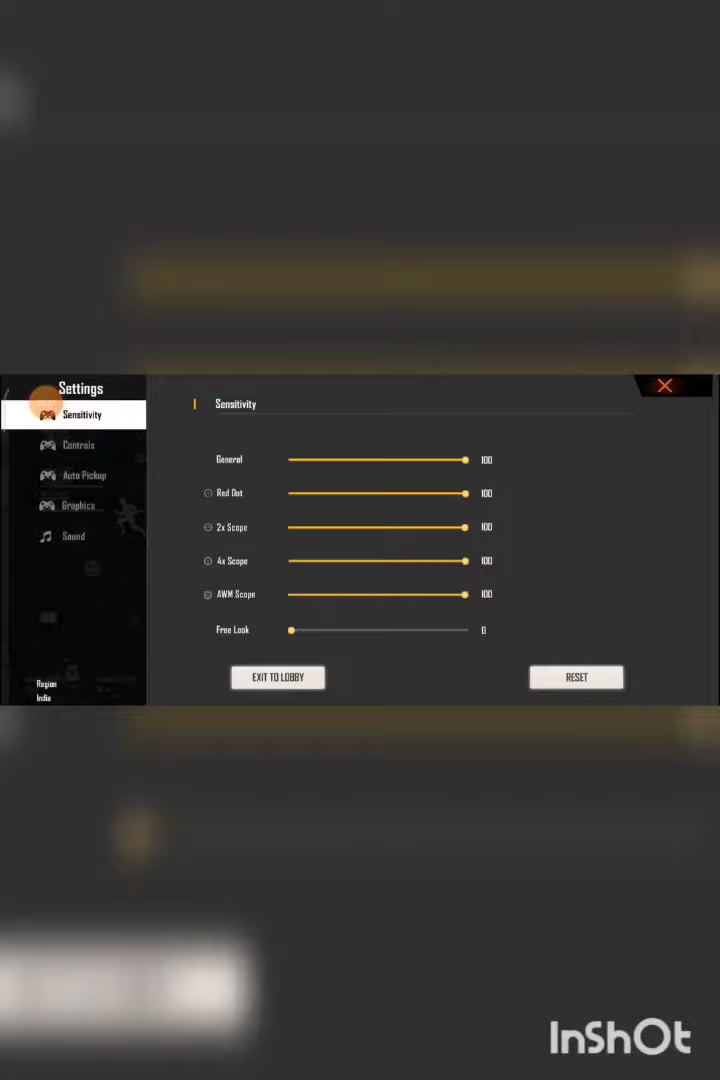 Settings
Sensitivity
Controls
Auto Pickup
Graphics
Sound
Region
India
Sensitivity
General 100
Red Dot 100
2x Scope 100
4x Scope 100
AWM Scope 100
Free Look 0
EXIT TO LOBBY
RESET
InShOt